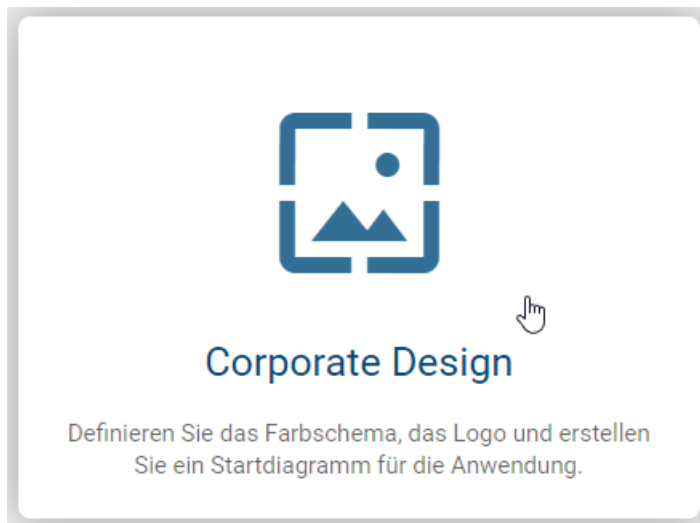 Corporate Design
Definieren Sie das Farbschema, das Logo und erstellen
Sie ein Startdiagramm für die Anwendung.